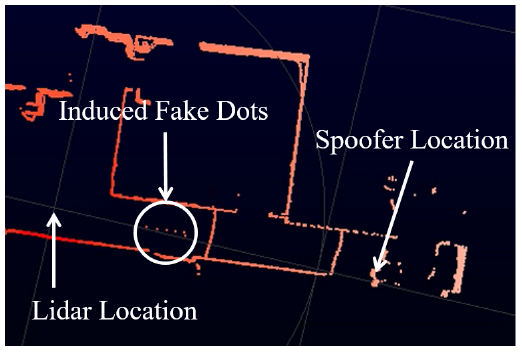 Induced Fake Dots
Spoofer Location
Lidar Location